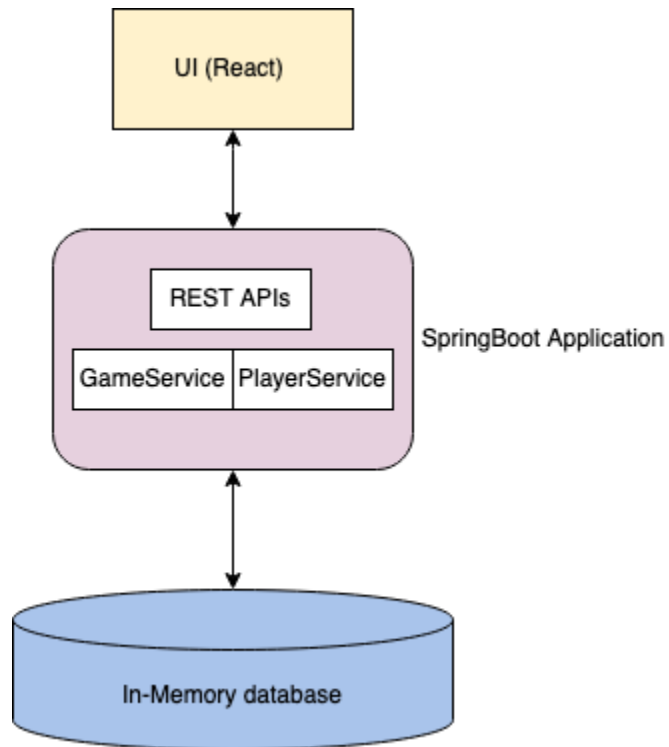 UI (React)
REST APIs
SpringBoot Application
GameService
PlayerService
In-Memory database